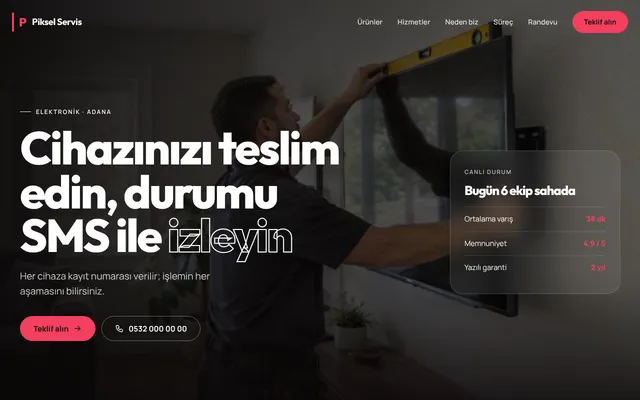 P Piksel Servis
Ürünler Hizmetler Neden biz Süreç Randevu Teklif alın
ELEKTRONİK · ADANA
Cihazınızı teslim
edin, durumu
SMS ile izleyin
Her cihaza kayıt numarası verilir; işlemin her
aşamasını bilirsiniz.
Teklif alın → 0532 000 00 00
CANLI DURUM
Bugün 6 ekip sahada
Ortalama varış 38 dk
Memnuniyet 4,9 / 5
Yazılı garanti 2 yıl